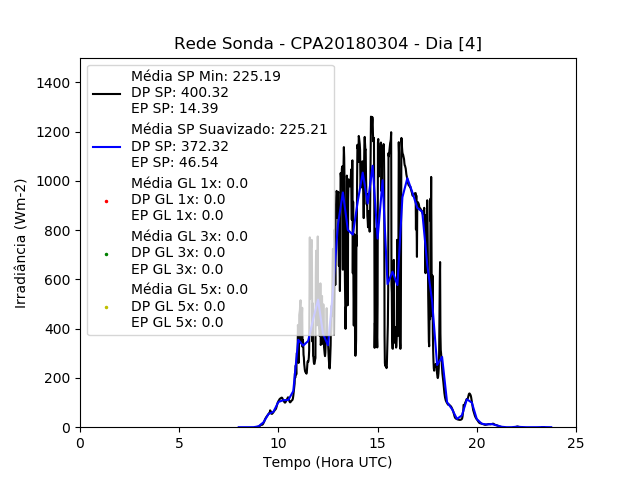 Rede Sonda - CPA20180304 - Dia [4]
Média SP Min: 225.19
DP SP: 400.32
EP SP: 14.39
Média SP Suavizado: 225.21
DP SP: 372.32
EP SP: 46.54
Média GL 1x: 0.0
DP GL 1x: 0.0
EP GL 1x: 0.0
Média GL 3x: 0.0
DP GL 3x: 0.0
EP GL 3x: 0.0
Média GL 5x: 0.0
DP GL 5x: 0.0
EP GL 5x: 0.0
Irradiância (Wm-2)
1400
1200
1000
800
600
400
200
0
0 5 10 15 20 25
Tempo (Hora UTC)